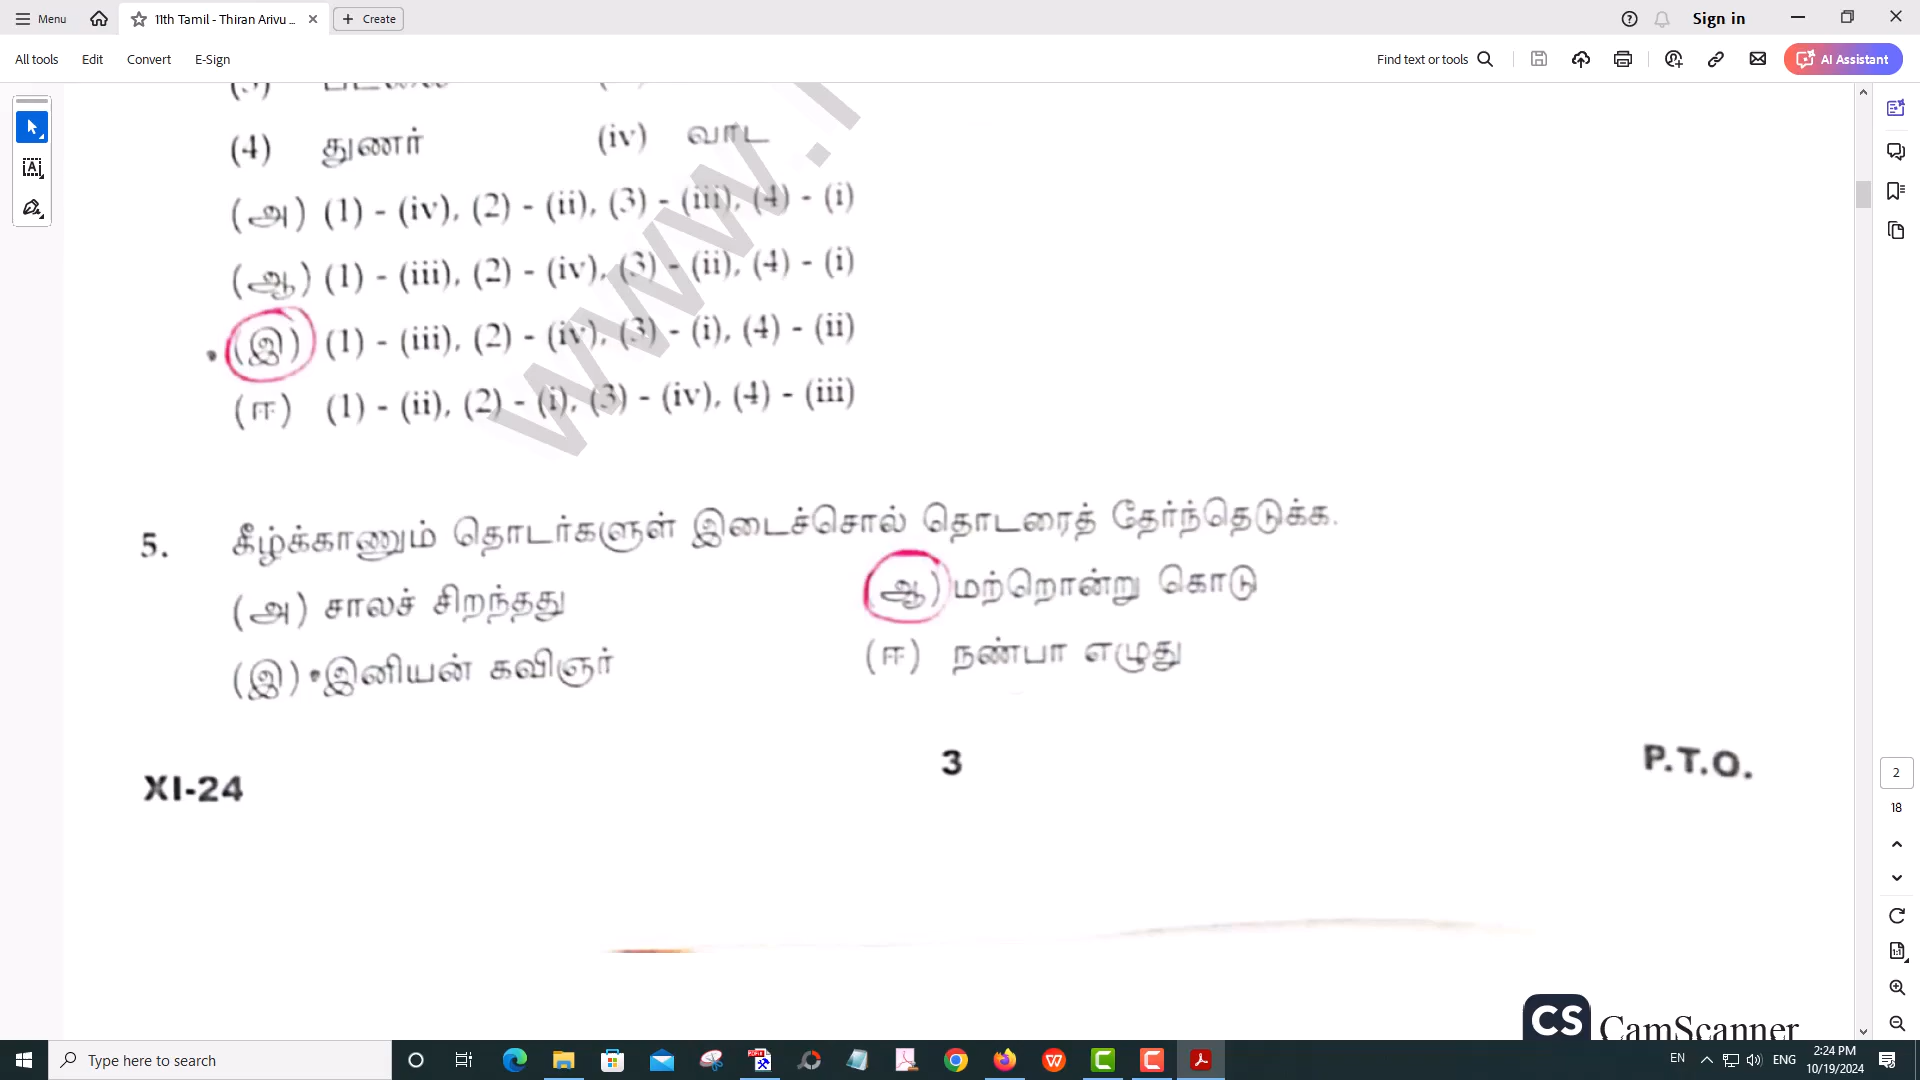 Menu
11th Tamil - Thiran Arivu ...
Create
Sign in
All tools Edit Convert E-Sign
Find text or tools
AI Assistant
(4) துணர் (iv) வாட
(அ) (1) - (iv), (2) - (ii), (3) - (iii), (4) - (i)
(ஆ) (1) - (iii), (2) - (iv), (3) - (ii), (4) - (i)
(இ) (1) - (iii), (2) - (iv), (3) - (i), (4) - (ii)
(ஈ) (1) - (ii), (2) - (i), (3) - (iv), (4) - (iii)
www.
5. கீழ்க்காணும் தொடர்களுள் இடைச்சொல் தொடரைத் தேர்ந்தெடுக்க.
(அ) சாலச் சிறந்தது (ஆ) மற்றொன்று கொடு
(இ) இனியன் கவிஞர் (ஈ) நண்பா எழுது
XI-24 3 P.T.O.
2
18
CS CamScanner
Type here to search
EN ENG
2:24 PM
10/19/2024